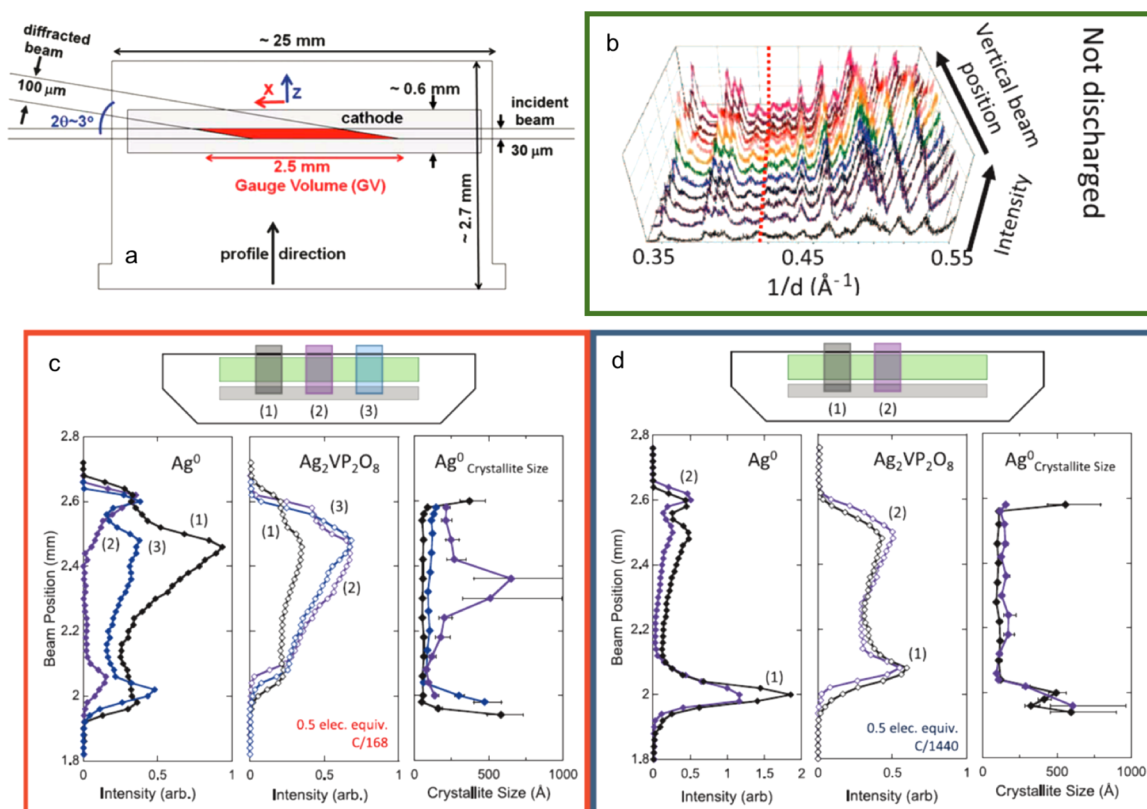 diffracted
beam
100 µm
2θ~3º
~ 25 mm
X
Z
~ 0.6 mm
cathode
incident
beam
30 µm
2.5 mm
Gauge Volume (GV)
~ 2.7 mm
a
profile direction
b
Vertical beam
position
Not discharged
Intensity
0.35
0.45
0.55
1/d (Å-1)
c
(1) (2) (3)
2.8
2.6
2.4
2.2
2
1.8
Beam Position (mm)
Ag0
(1)
(2)
(3)
0 0.5 1
Intensity (arb.)
Ag2VP2O8
(3)
(1)
(2)
0.5 elec. equiv.
C/168
0 0.5 1
Intensity (arb.)
Ag0 Crystallite Size
0 500 1000
Crystallite Size (Å)
d
(1) (2)
2.8
2.6
2.4
2.2
2
1.8
Beam Position (mm)
Ag0
(2)
(1)
0 0.5 1 1.5 2
Intensity (arb)
Ag2VP2O8
(2)
(1)
0.5 elec. equiv.
C/1440
0 0.5 1
Intensity (arb)
Ag0 Crystallite Size
0 500 1000
Crystallite Size (Å)